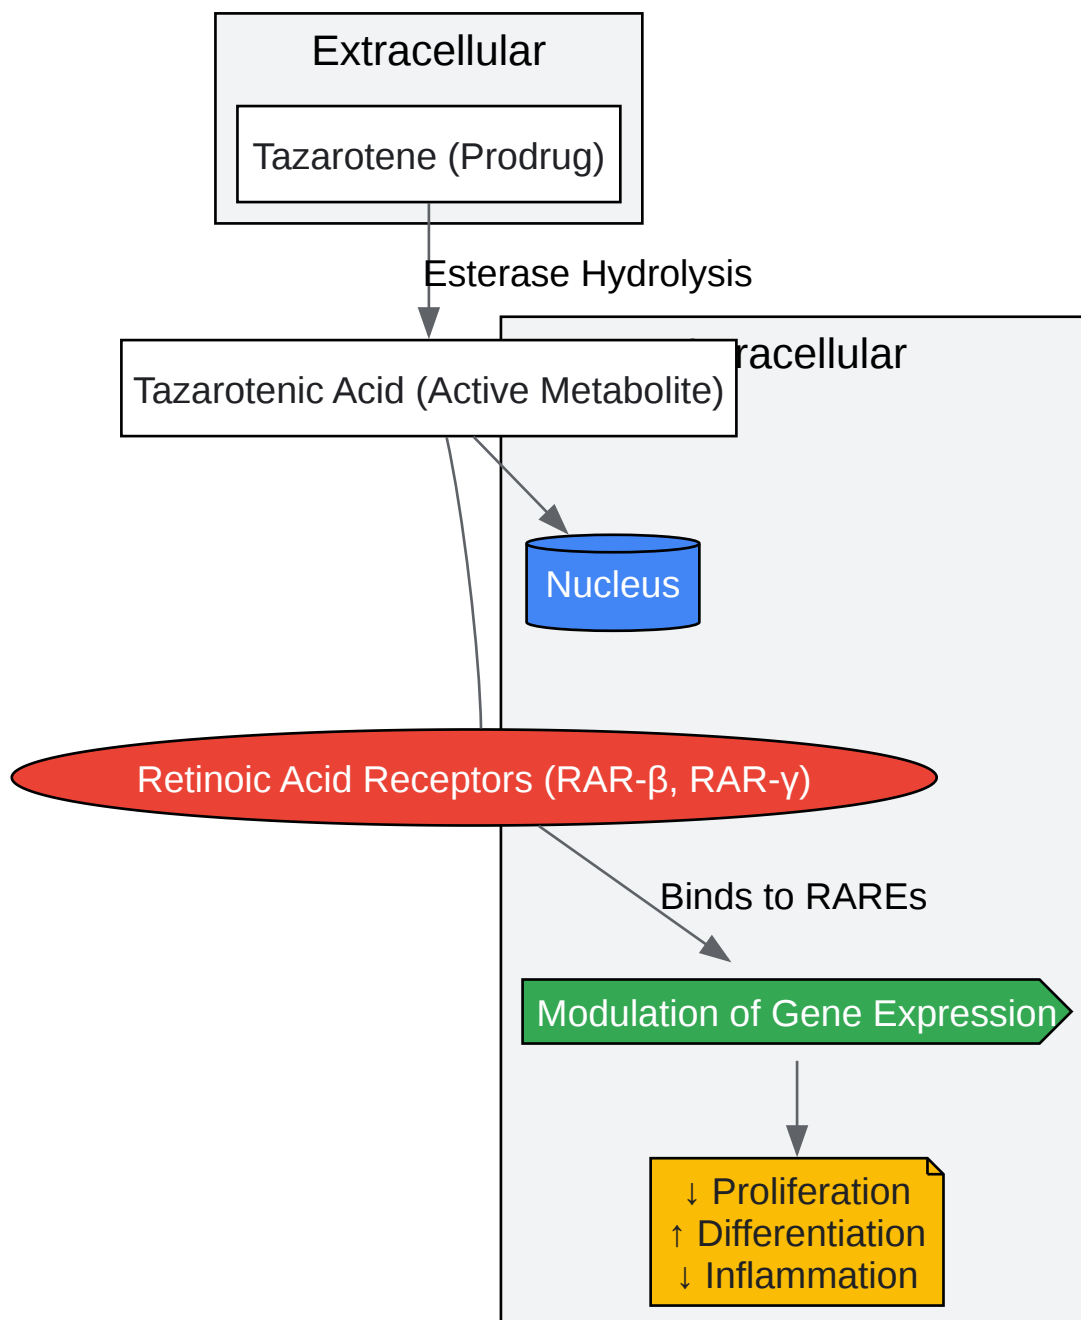 Extracellular
Tazarotene (Prodrug)
Esterase Hydrolysis
racellular
Tazarotenic Acid (Active Metabolite)
Nucleus
Retinoic Acid Receptors (RAR-β, RAR-γ)
Binds to RAREs
Modulation of Gene Expression
↓ Proliferation
↑ Differentiation
↓ Inflammation